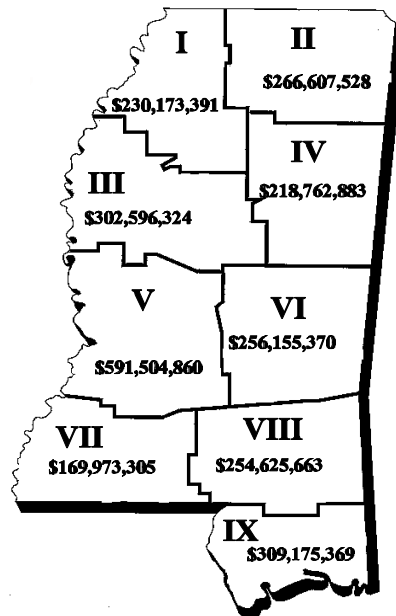 I
$230,173,391
II
$266,607,528
III
$302,596,324
IV
$218,762,883
V
$591,504,860
VI
$256,155,370
VII
$169,973,305
VIII
$254,625,663
IX
$309,175,369